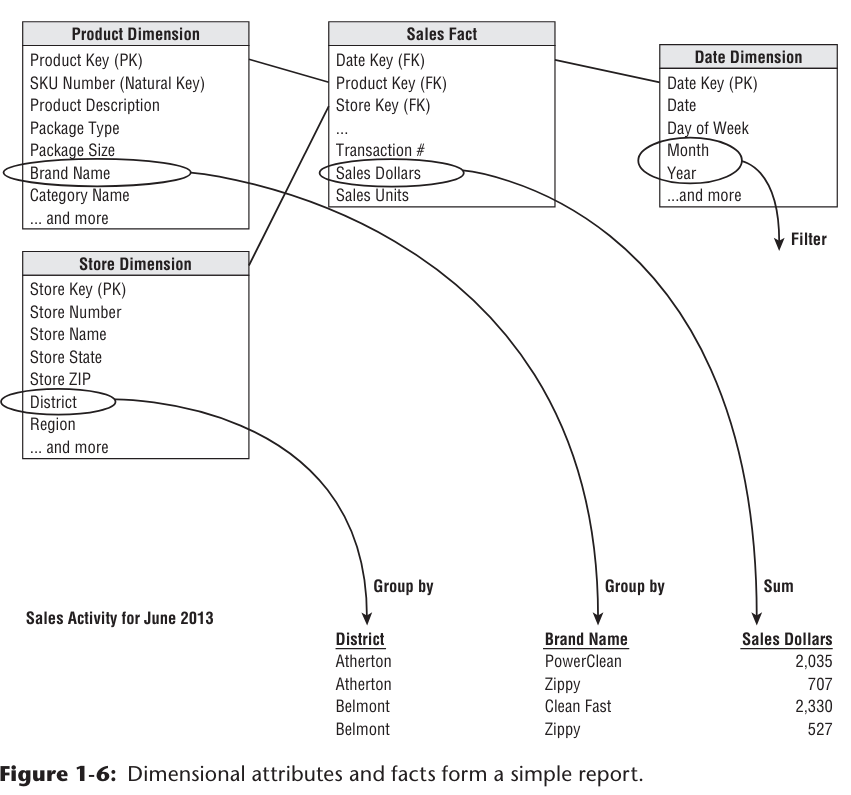 Product Dimension
Product Key (PK)
SKU Number (Natural Key)
Product Description
Package Type
Package Size
Brand Name
Category Name
... and more
Sales Fact
Date Key (FK)
Product Key (FK)
Store Key (FK)
...
Transaction #
Sales Dollars
Sales Units
Date Dimension
Date Key (PK)
Date
Day of Week
Month
Year
...and more
Filter
Store Dimension
Store Key (PK)
Store Number
Store Name
Store State
Store ZIP
District
Region
... and more
Group by
Group by
Sum
Sales Activity for June 2013
District Brand Name Sales Dollars
Atherton PowerClean 2,035
Atherton Zippy 707
Belmont Clean Fast 2,330
Belmont Zippy 527
Figure 1-6: Dimensional attributes and facts form a simple report.